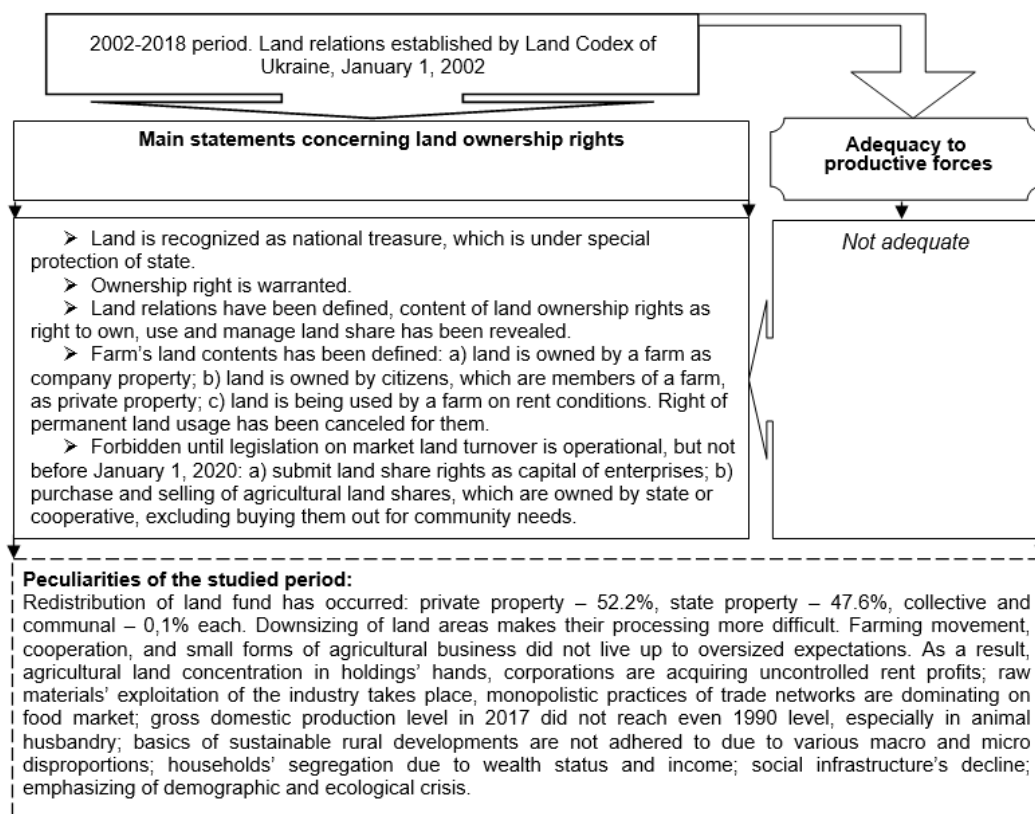 2002-2018 period. Land relations established by Land Codex of
Ukraine, January 1, 2002
Main statements concerning land ownership rights
Adequacy to
productive forces
➢ Land is recognized as national treasure, which is under special
protection of state.
➢ Ownership right is warranted.
➢ Land relations have been defined, content of land ownership rights as
right to own, use and manage land share has been revealed.
➢ Farm's land contents has been defined: a) land is owned by a farm as
company property; b) land is owned by citizens, which are members of a farm,
as private property; c) land is being used by a farm on rent conditions. Right of
permanent land usage has been canceled for them.
➢ Forbidden until legislation on market land turnover is operational, but not
before January 1, 2020: a) submit land share rights as capital of enterprises; b)
purchase and selling of agricultural land shares, which are owned by state or
cooperative, excluding buying them out for community needs.
Not adequate
Peculiarities of the studied period:
Redistribution of land fund has occurred: private property – 52.2%, state property – 47.6%, collective and
communal – 0,1% each. Downsizing of land areas makes their processing more difficult. Farming movement,
cooperation, and small forms of agricultural business did not live up to oversized expectations. As a result,
agricultural land concentration in holdings' hands, corporations are acquiring uncontrolled rent profits; raw
materials' exploitation of the industry takes place, monopolistic practices of trade networks are dominating on
food market; gross domestic production level in 2017 did not reach even 1990 level, especially in animal
husbandry; basics of sustainable rural developments are not adhered to due to various macro and micro
disproportions; households' segregation due to wealth status and income; social infrastructure's decline;
emphasizing of demographic and ecological crisis.